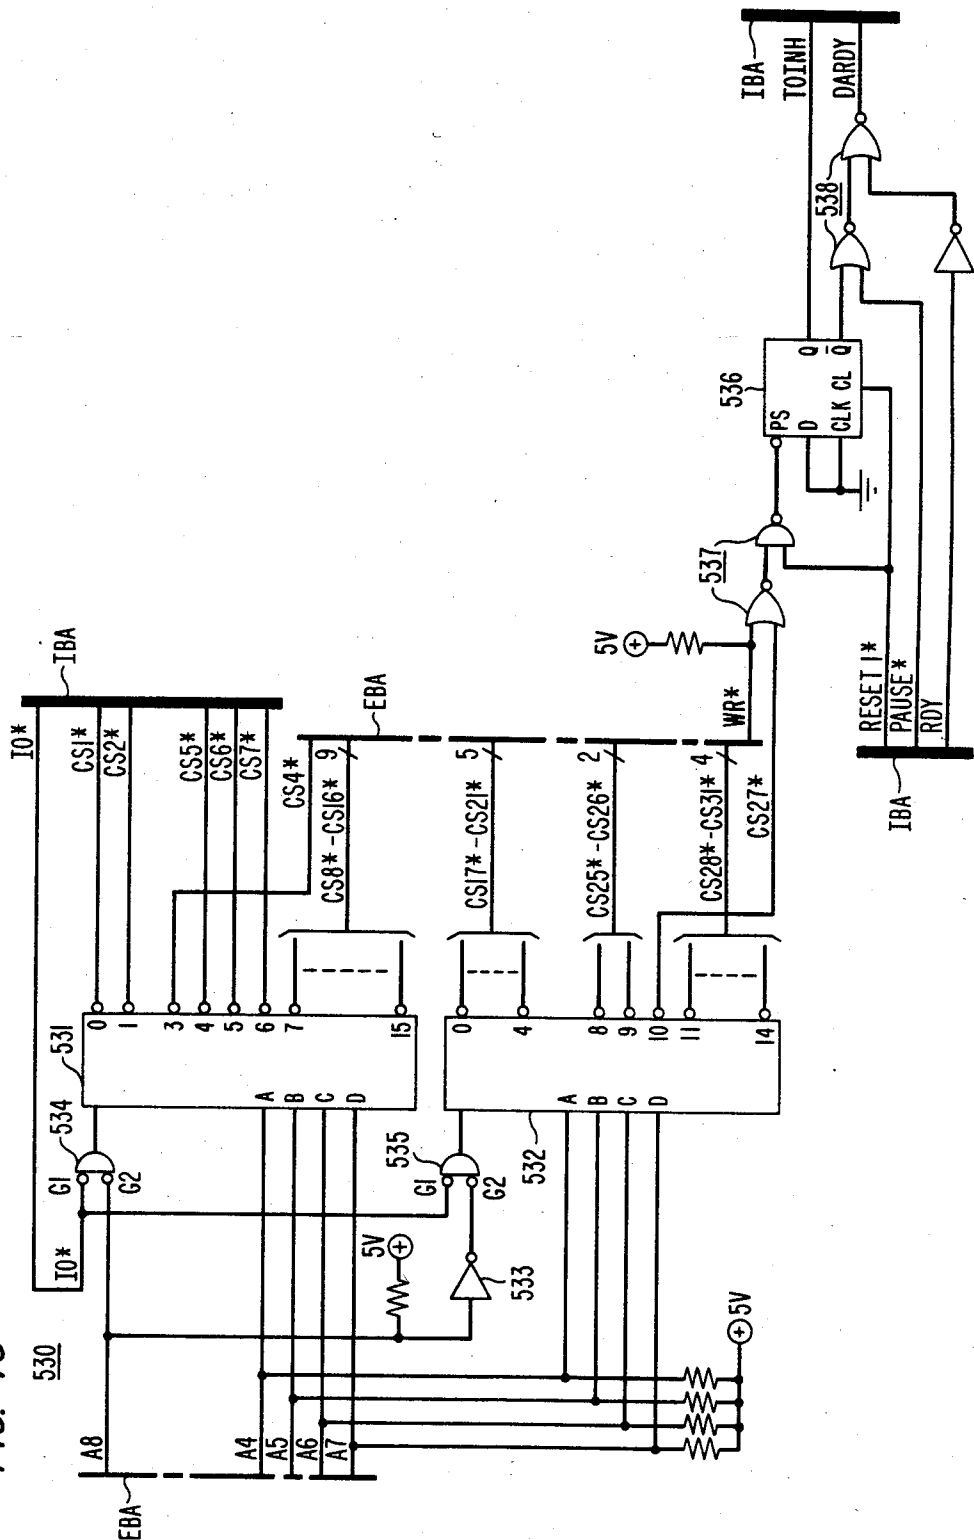 530
EBA
A8
A4
A5
A6
A7
IO*
IO*
G1
G2
534
531
A
B
C
D
0
1
3
4
5
6
7
15
5V
533
G1
G2
535
532
A
B
C
D
0
4
8
9
10
11
14
5V
IBA
CS1*
CS2*
CS5*
CS6*
CS7*
CS4*
CS8*-CS16*
9
EBA
CS17*-CS21*
5
CS25*-CS26*
2
CS28*-CS31*
4
CS27*
WR*
5V
537
536
PS
D
CLK
CL
Q
Q̅
538
IBA
RESET 1*
PAUSE*
RDY
IBA
TOINH
DARDY